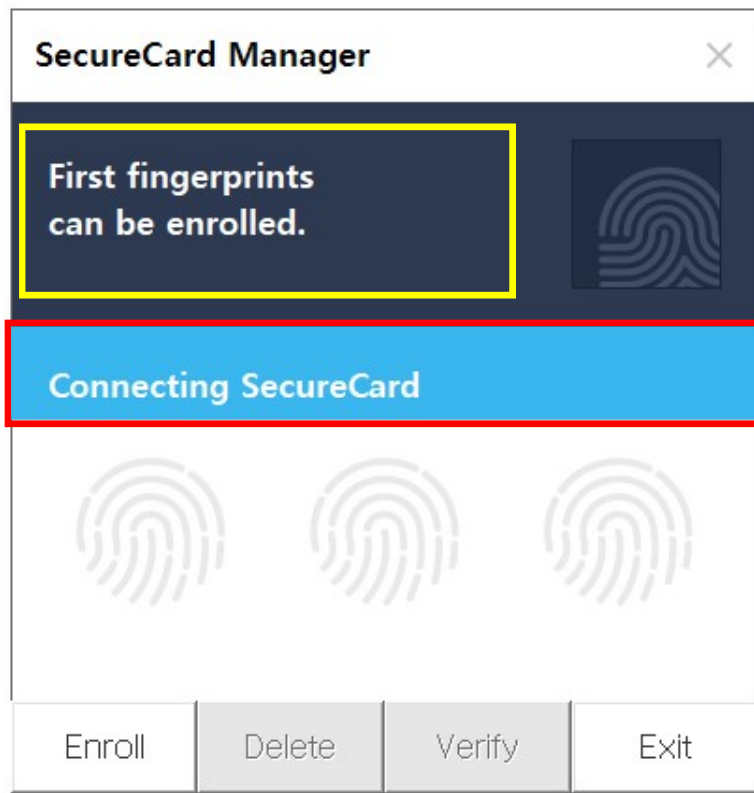 SecureCard Manager
First fingerprints
can be enrolled.
Connecting SecureCard
Enroll
Delete
Verify
Exit